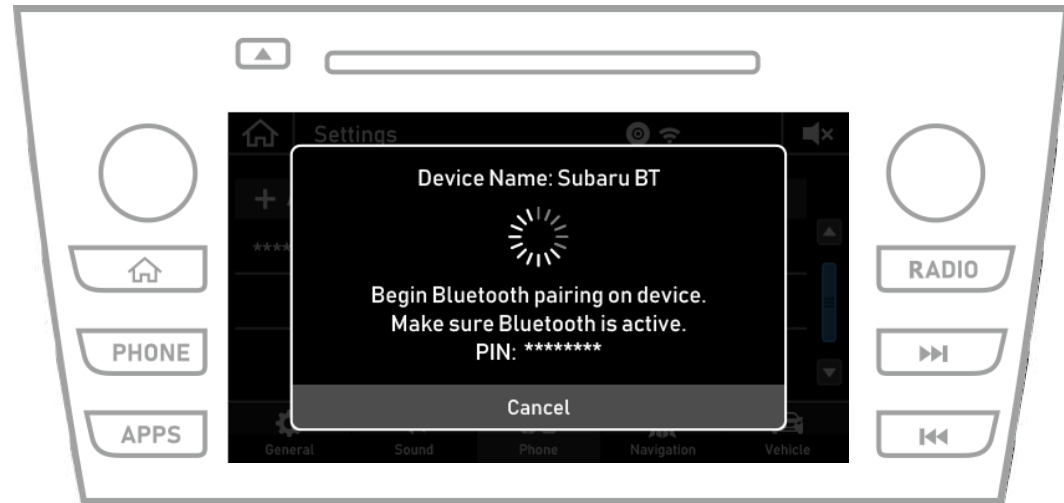 Settings
Device Name: Subaru BT
+
****
Begin Bluetooth pairing on device.
Make sure Bluetooth is active.
PIN: ********
Cancel
General
Sound
Phone
Navigation
Vehicle
PHONE
APPS
RADIO